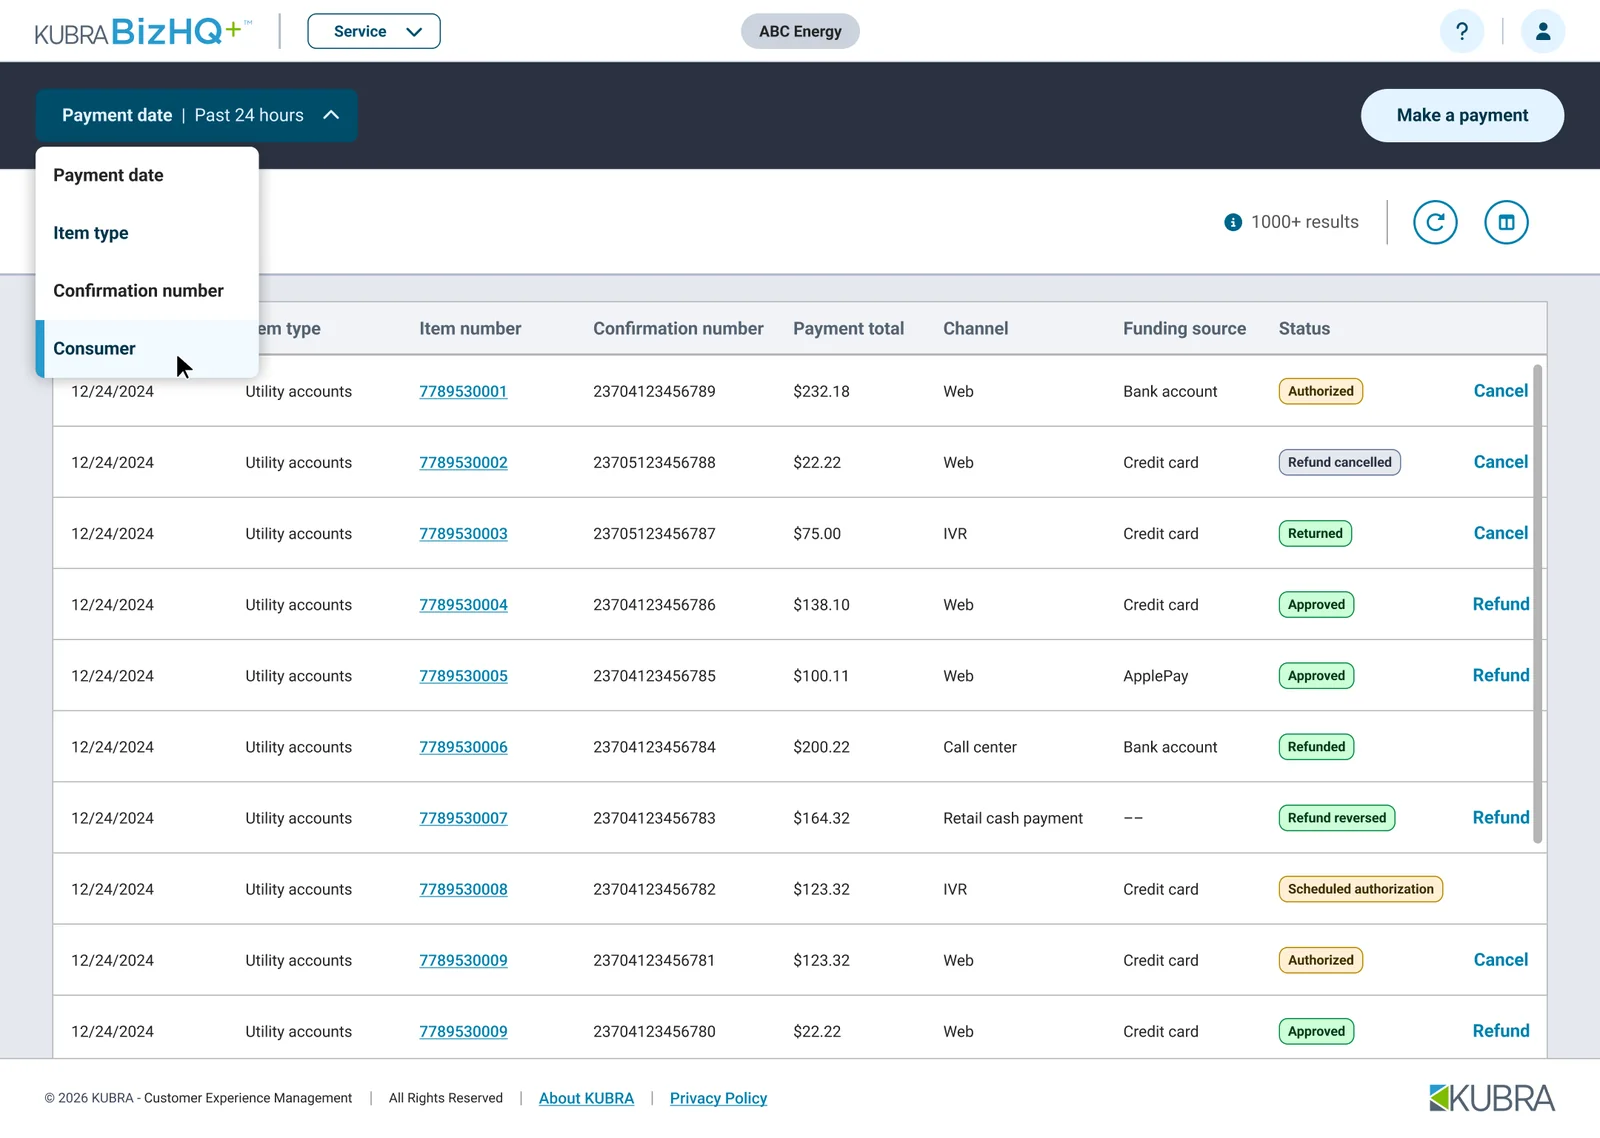 KUBRA BizHQ+™ Service ABC Energy ?
Payment date | Past 24 hours Make a payment
Payment date
Item type
Confirmation number
Consumer
1000+ results
em type Item number Confirmation number Payment total Channel Funding source Status
12/24/2024 Utility accounts 7789530001 23704123456789 $232.18 Web Bank account Authorized Cancel
12/24/2024 Utility accounts 7789530002 23705123456788 $22.22 Web Credit card Refund cancelled Cancel
12/24/2024 Utility accounts 7789530003 23705123456787 $75.00 IVR Credit card Returned Cancel
12/24/2024 Utility accounts 7789530004 23704123456786 $138.10 Web Credit card Approved Refund
12/24/2024 Utility accounts 7789530005 23704123456785 $100.11 Web ApplePay Approved Refund
12/24/2024 Utility accounts 7789530006 23704123456784 $200.22 Call center Bank account Refunded
12/24/2024 Utility accounts 7789530007 23704123456783 $164.32 Retail cash payment –– Refund reversed Refund
12/24/2024 Utility accounts 7789530008 23704123456782 $123.32 IVR Credit card Scheduled authorization
12/24/2024 Utility accounts 7789530009 23704123456781 $123.32 Web Credit card Authorized Cancel
12/24/2024 Utility accounts 7789530009 23704123456780 $22.22 Web Credit card Approved Refund
© 2026 KUBRA - Customer Experience Management | All Rights Reserved | About KUBRA | Privacy Policy KUBRA